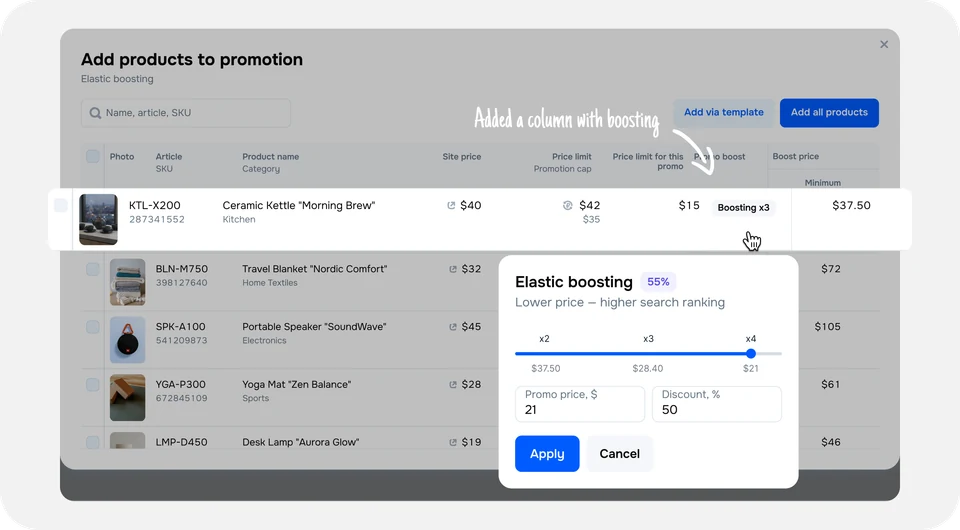 Add products to promotion
Elastic boosting
Name, article, SKU
Add via template
Add all products
Added a column with boosting
Photo
Article
SKU
Product name
Category
Site price
Price limit
Promotion cap
Price limit for this
promo
Promo boost
Boost price
Minimum
KTL-X200
287341552
Ceramic Kettle "Morning Brew"
Kitchen
$40
$42
$35
$15
Boosting x3
$37.50
BLN-M750
398127640
Travel Blanket "Nordic Comfort"
Home Textiles
$32
$72
SPK-A100
541209873
Portable Speaker "SoundWave"
Electronics
$45
$105
YGA-P300
672845109
Yoga Mat "Zen Balance"
Sports
$28
$61
LMP-D450
Desk Lamp "Aurora Glow"
$19
$46
Elastic boosting 55%
Lower price — higher search ranking
x2 x3 x4
$37.50 $28.40 $21
Promo price, $
21
Discount, %
50
Apply
Cancel